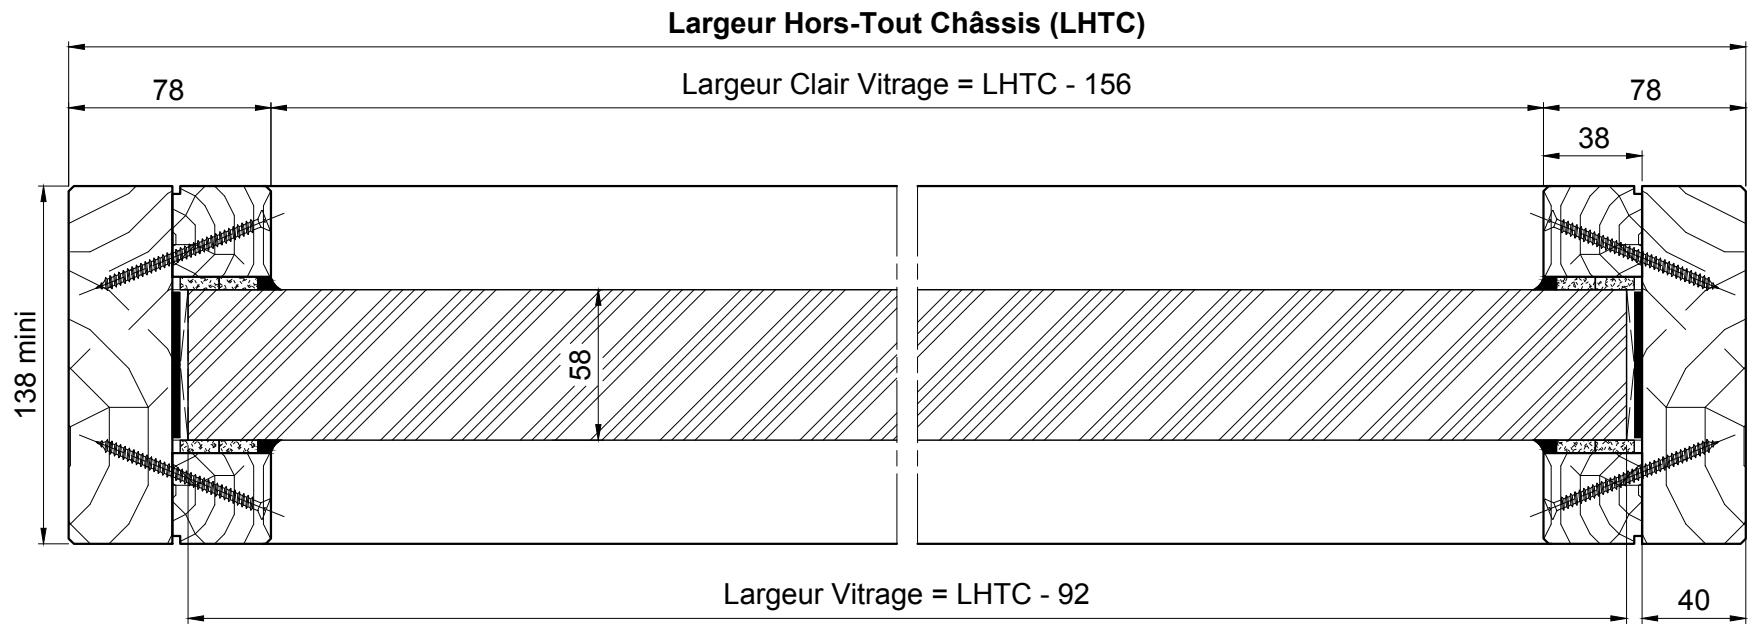 Largeur Hors-Tout Châssis (LHTC)
78
Largeur Clair Vitrage = LHTC - 156
78
38
138 mini
58
Largeur Vitrage = LHTC - 92
40